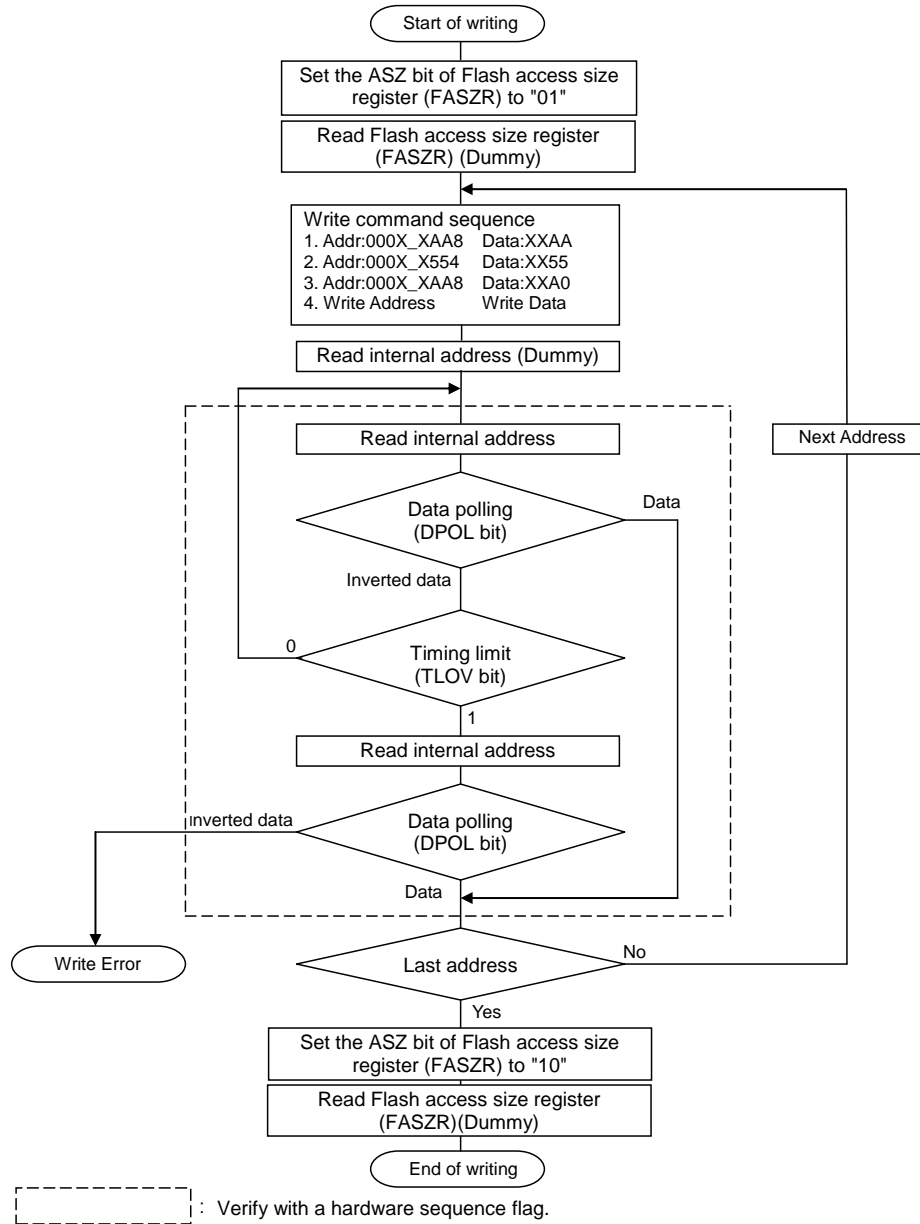 Start of writing
Set the ASZ bit of Flash access size
register (FASZR) to "01"
Read Flash access size register
(FASZR) (Dummy)
Write command sequence
1. Addr:000X_XAA8 Data:XXAA
2. Addr:000X_X554 Data:XX55
3. Addr:000X_XAA8 Data:XXA0
4. Write Address Write Data
Read internal address (Dummy)
Read internal address
Next Address
Data polling
(DPOL bit)
Data
Inverted data
Timing limit
(TLOV bit)
0
1
Read internal address
Inverted data
Data polling
(DPOL bit)
Data
Write Error
Last address
No
Yes
Set the ASZ bit of Flash access size
register (FASZR) to "10"
Read Flash access size register
(FASZR)(Dummy)
End of writing
: Verify with a hardware sequence flag.